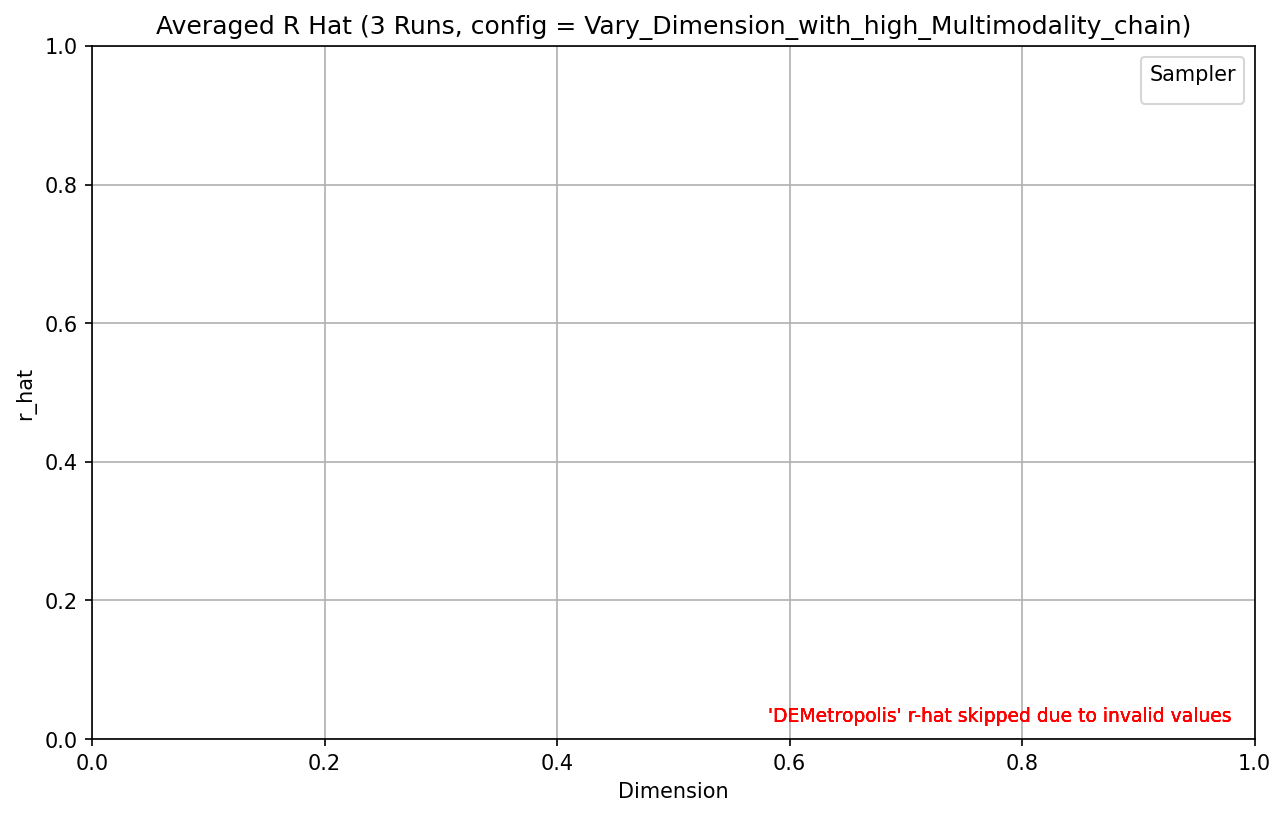 Averaged R Hat (3 Runs, config = Vary_Dimension_with_high_Multimodality_chain)
1.0
Sampler
0.8
0.6
r_hat
0.4
0.2
'DEMetropolis' r-hat skipped due to invalid values
0.0
0.0 0.2 0.4 0.6 0.8 1.0
Dimension